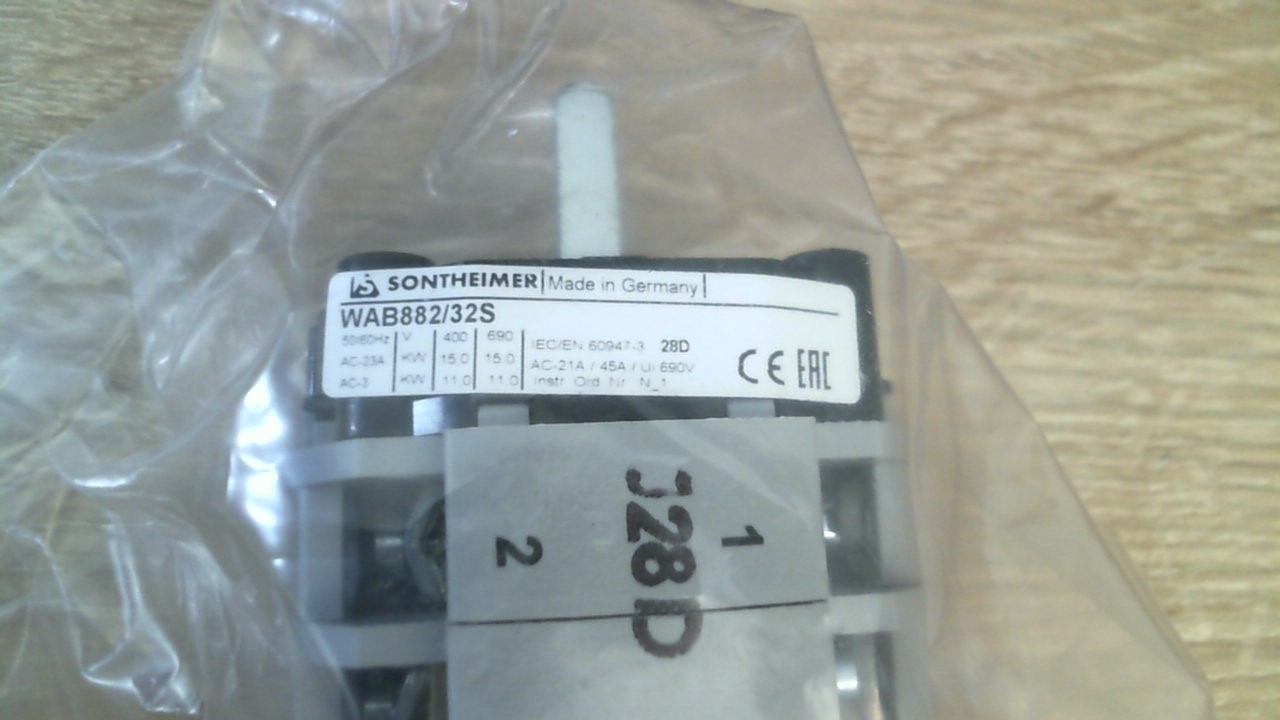 SONTHEIMER Made in Germany
WAB882/32S
50/60Hz V 400 690 IEC/EN 60947-3 28D
AC-23A KW 15.0 15.0 AC-21A / 45A / Ui 690V
AC-3 KW 11.0 11.0 Instr. Ord. Nr. N_1
CE EAC
J28D
1
2